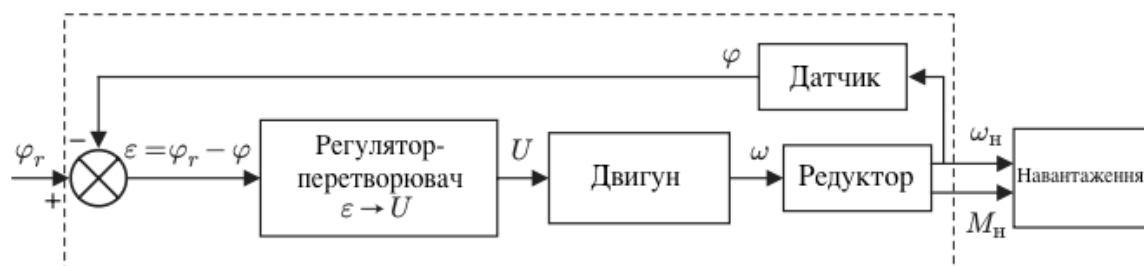 φ
Датчик
−
φ_r
+
ε = φ_r − φ
Регулятор-
перетворювач
ε → U
U
Двигун
ω
Редуктор
ω_н
M_н
Навантаження